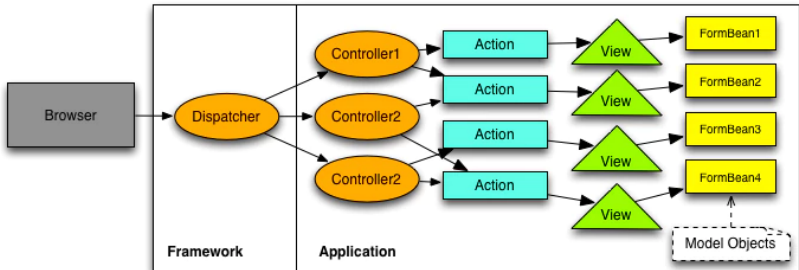 FormBean1
Controller1
Action
View
FormBean2
Action
View
Browser
Dispatcher
Controller2
FormBean3
Action
View
Controller2
Action
FormBean4
View
Model Objects
Framework
Application